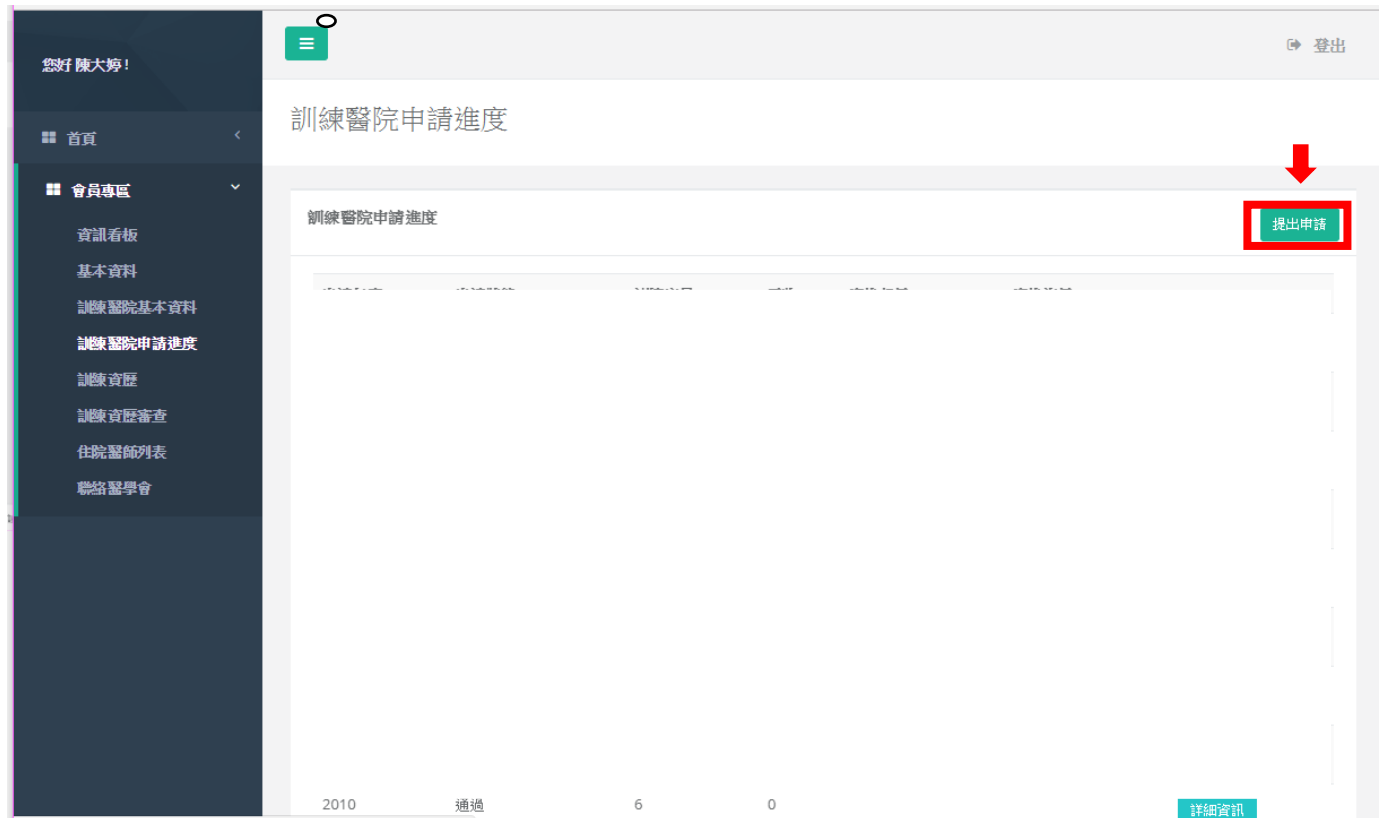 您好 陳大婷!
登出
首頁
訓練醫院申請進度
會員專區
資訊看板
基本資料
訓練醫院基本資料
訓練醫院申請進度
訓練資歷
訓練資歷審查
住院醫師列表
聯絡醫學會
訓練醫院申請進度
提出申請
2010 通過 6 0 詳細資訊